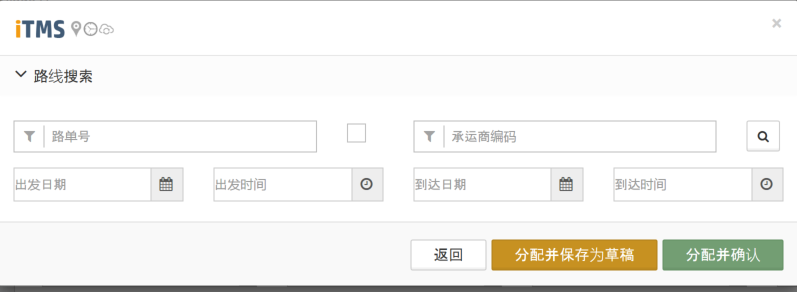 iTMS
路线搜索
路单号 承运商编码
出发日期 出发时间 到达日期 到达时间
返回 分配并保存为草稿 分配并确认